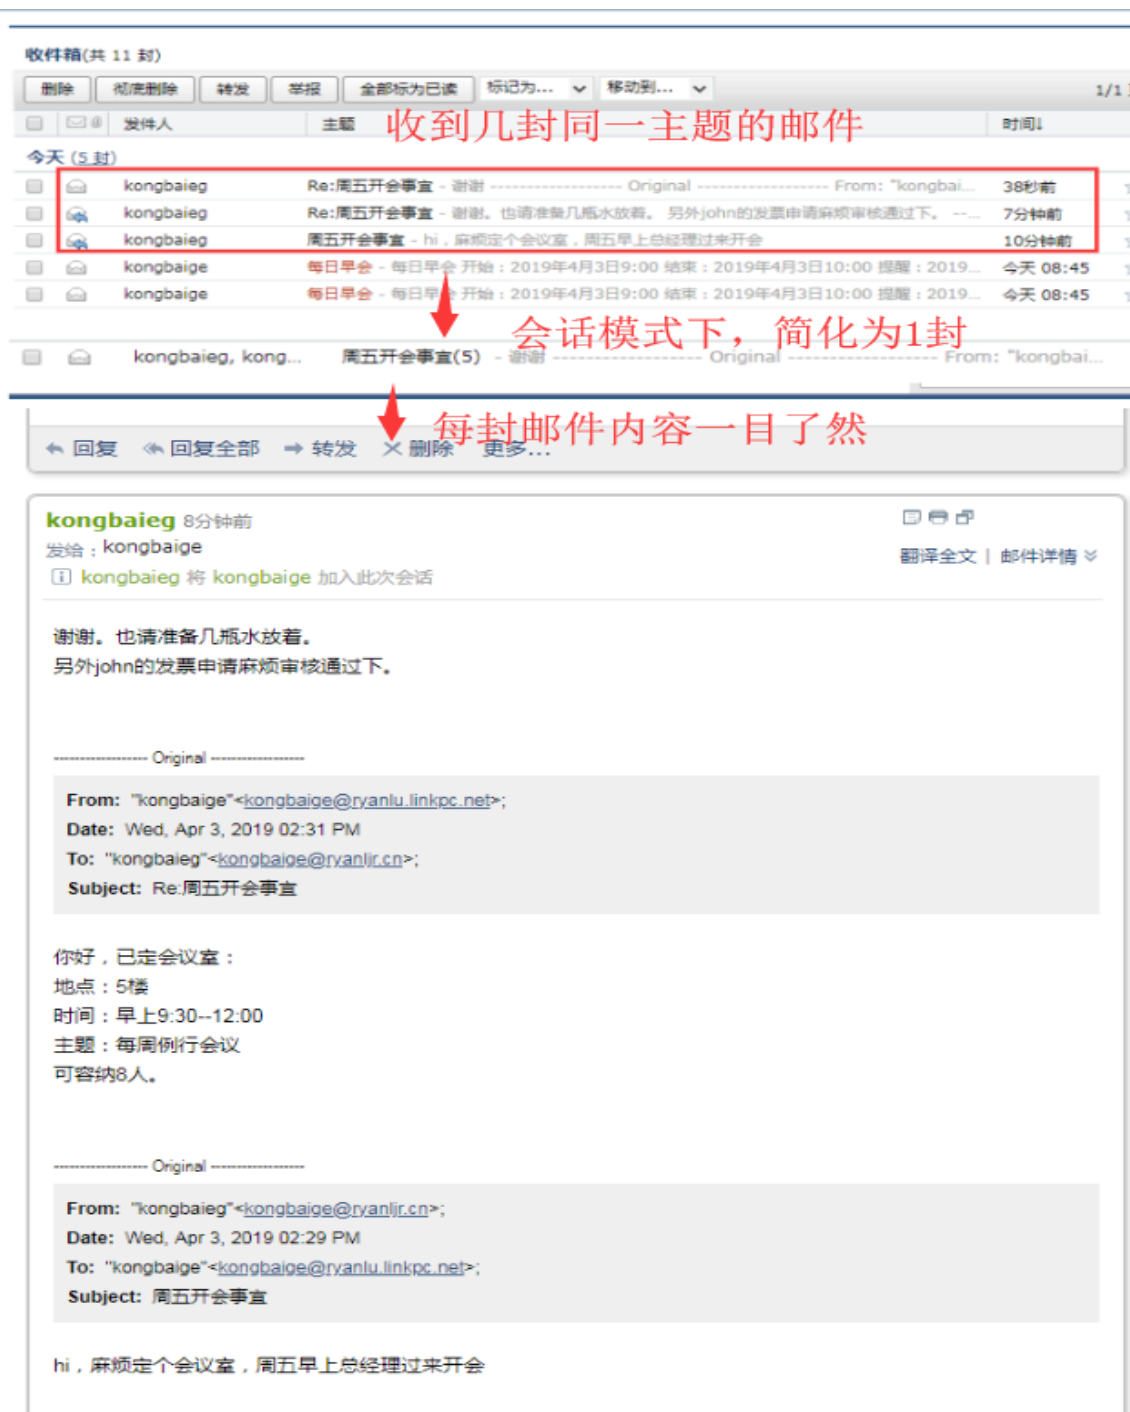 收件箱(共 11 封)
删除 彻底删除 转发 举报 全部标为已读 标记为... 移动到... 1/1
发件人 主题 收到几封同一主题的邮件 时间↓
今天 (5 封)
kongbaieg Re:周五开会事宜 - 谢谢 ------------------ Original ------------------ From: "kongbai... 38秒前
kongbaieg Re:周五开会事宜 - 谢谢。也请准备几瓶水放着。 另外john的发票申请麻烦审核通过下。 --... 7分钟前
kongbaieg 周五开会事宜 - hi，麻烦定个会议室，周五早上总经理过来开会 10分钟前
kongbaige 每日早会 - 每日早会 开始：2019年4月3日9:00 结束：2019年4月3日10:00 提醒：2019... 今天 08:45
kongbaige 每日早会 - 每日早会 开始：2019年4月3日9:00 结束：2019年4月3日10:00 提醒：2019... 今天 08:45
会话模式下，简化为1封
kongbaieg, kong... 周五开会事宜(5) - 谢谢 ------------------ Original ------------------ From: "kongbai...
每封邮件内容一目了然
回复 回复全部 转发 删除 更多...
kongbaieg 8分钟前
发给：kongbaige
翻译全文 | 邮件详情
kongbaieg 将 kongbaige 加入此次会话
谢谢。也请准备几瓶水放着。
另外john的发票申请麻烦审核通过下。
------------------ Original ------------------
From: "kongbaige"<kongbaige@ryanlu.linkpc.net>;
Date: Wed, Apr 3, 2019 02:31 PM
To: "kongbaieg"<kongbaige@ryanljr.cn>;
Subject: Re:周五开会事宜
你好，已定会议室：
地点：5楼
时间：早上9:30--12:00
主题：每周例行会议
可容纳8人。
------------------ Original ------------------
From: "kongbaieg"<kongbaige@ryanljr.cn>;
Date: Wed, Apr 3, 2019 02:29 PM
To: "kongbaige"<kongbaige@ryanlu.linkpc.net>;
Subject: 周五开会事宜
hi，麻烦定个会议室，周五早上总经理过来开会